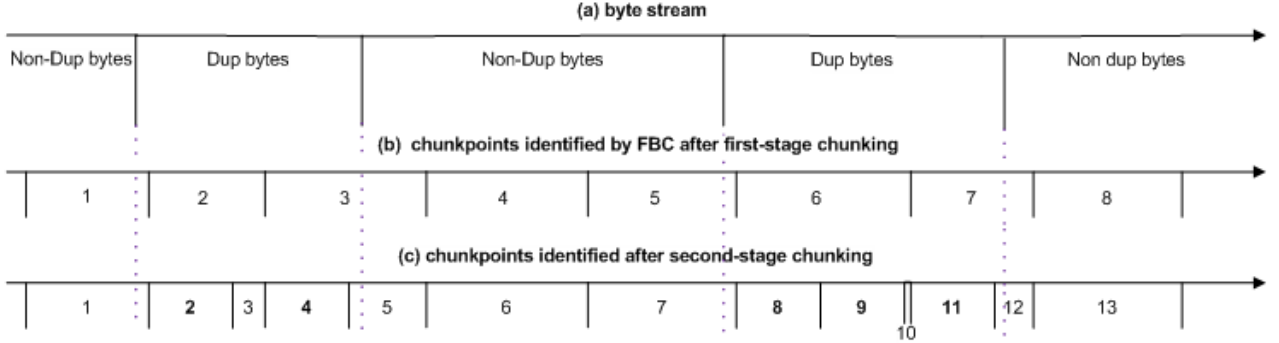 (a) byte stream
Non-Dup bytes Dup bytes Non-Dup bytes Dup bytes Non dup bytes
(b) chunkpoints identified by FBC after first-stage chunking
1 2 3 4 5 6 7 8
(c) chunkpoints identified after second-stage chunking
1 2 3 4 5 6 7 8 9 11 12 13
10